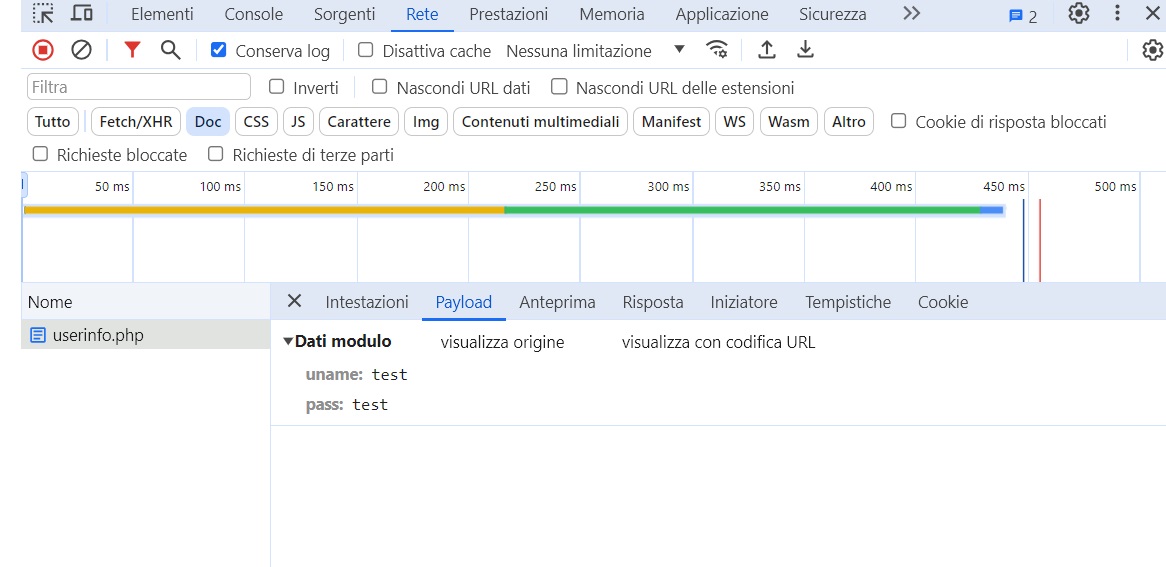 Elementi Console Sorgenti Rete Prestazioni Memoria Applicazione Sicurezza 2
Conserva log Disattiva cache Nessuna limitazione
Filtra Inverti Nascondi URL dati Nascondi URL delle estensioni
Tutto Fetch/XHR Doc CSS JS Carattere Img Contenuti multimediali Manifest WS Wasm Altro Cookie di risposta bloccati
Richieste bloccate Richieste di terze parti
50 ms 100 ms 150 ms 200 ms 250 ms 300 ms 350 ms 400 ms 450 ms 500 ms
Nome Intestazioni Payload Anteprima Risposta Iniziatore Tempistiche Cookie
userinfo.php
Dati modulo visualizza origine visualizza con codifica URL
uname: test
pass: test